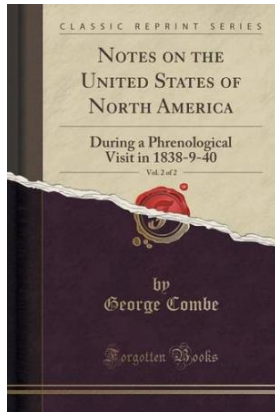 CLASSIC REPRINT SERIES
NOTES ON THE
UNITED STATES OF
NORTH AMERICA
During a Phrenological
Visit in 1838-9-40
Vol. 2 of 2
by
George Combe
Forgotten Books